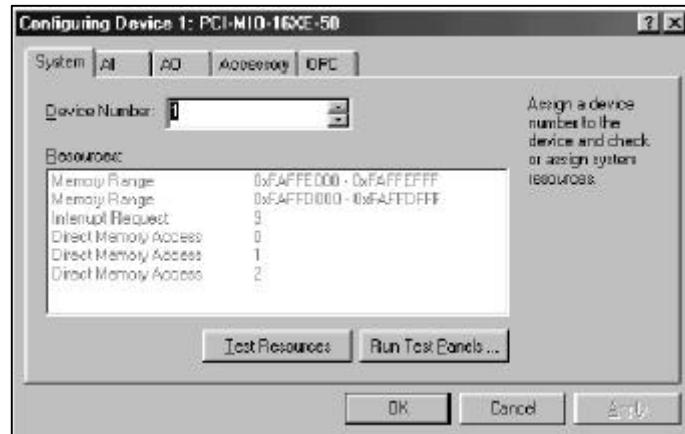 Configuring Device 1: PCI-MIO-16XE-50
System AI AO Accessory OPC
Device Number: 1
Assign a device
number to the
device and check
or assign system
resources.
Resources:
Memory Range 0xFAFFE000 - 0xFAFFEFFF
Memory Range 0xFAFFD000 - 0xFAFFDFFF
Interrupt Request 9
Direct Memory Access 0
Direct Memory Access 1
Direct Memory Access 2
Test Resources Run Test Panels ...
OK Cancel Apply